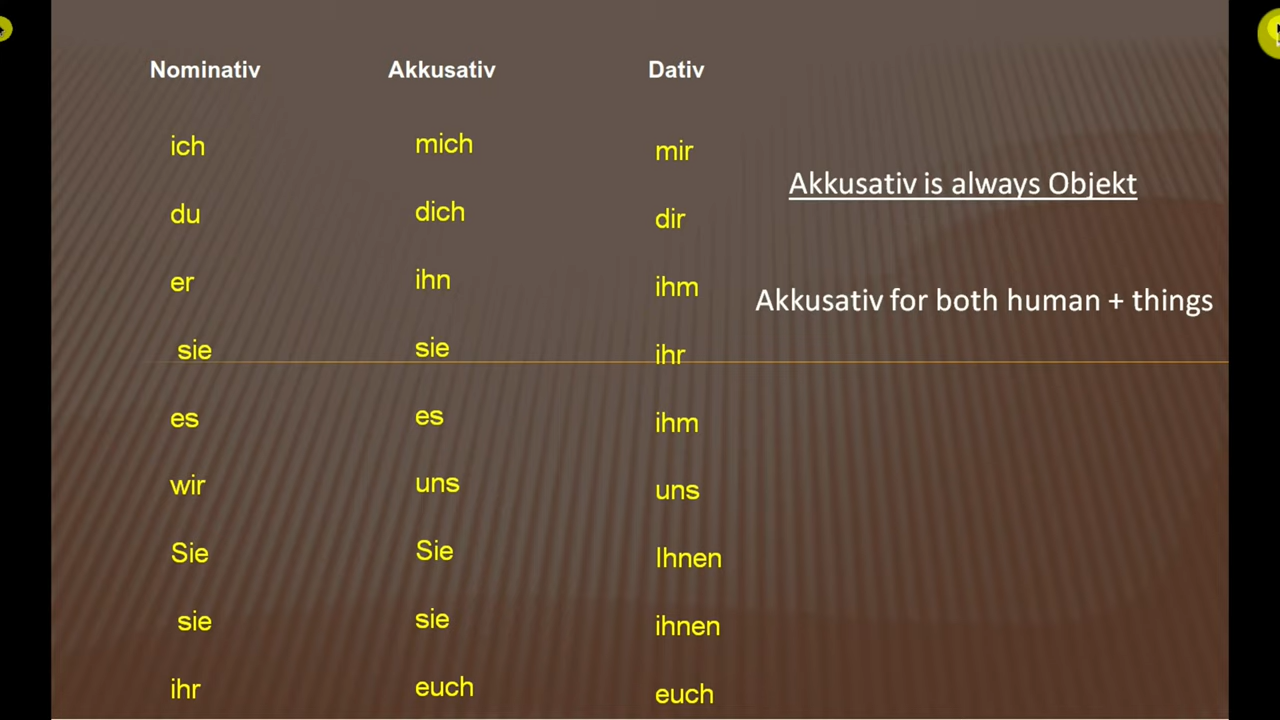 Nominativ Akkusativ Dativ
ich mich mir
du dich dir
er ihn ihm
sie sie ihr
es es ihm
wir uns uns
Sie Sie Ihnen
sie sie ihnen
ihr euch euch
Akkusativ is always Objekt
Akkusativ for both human + things